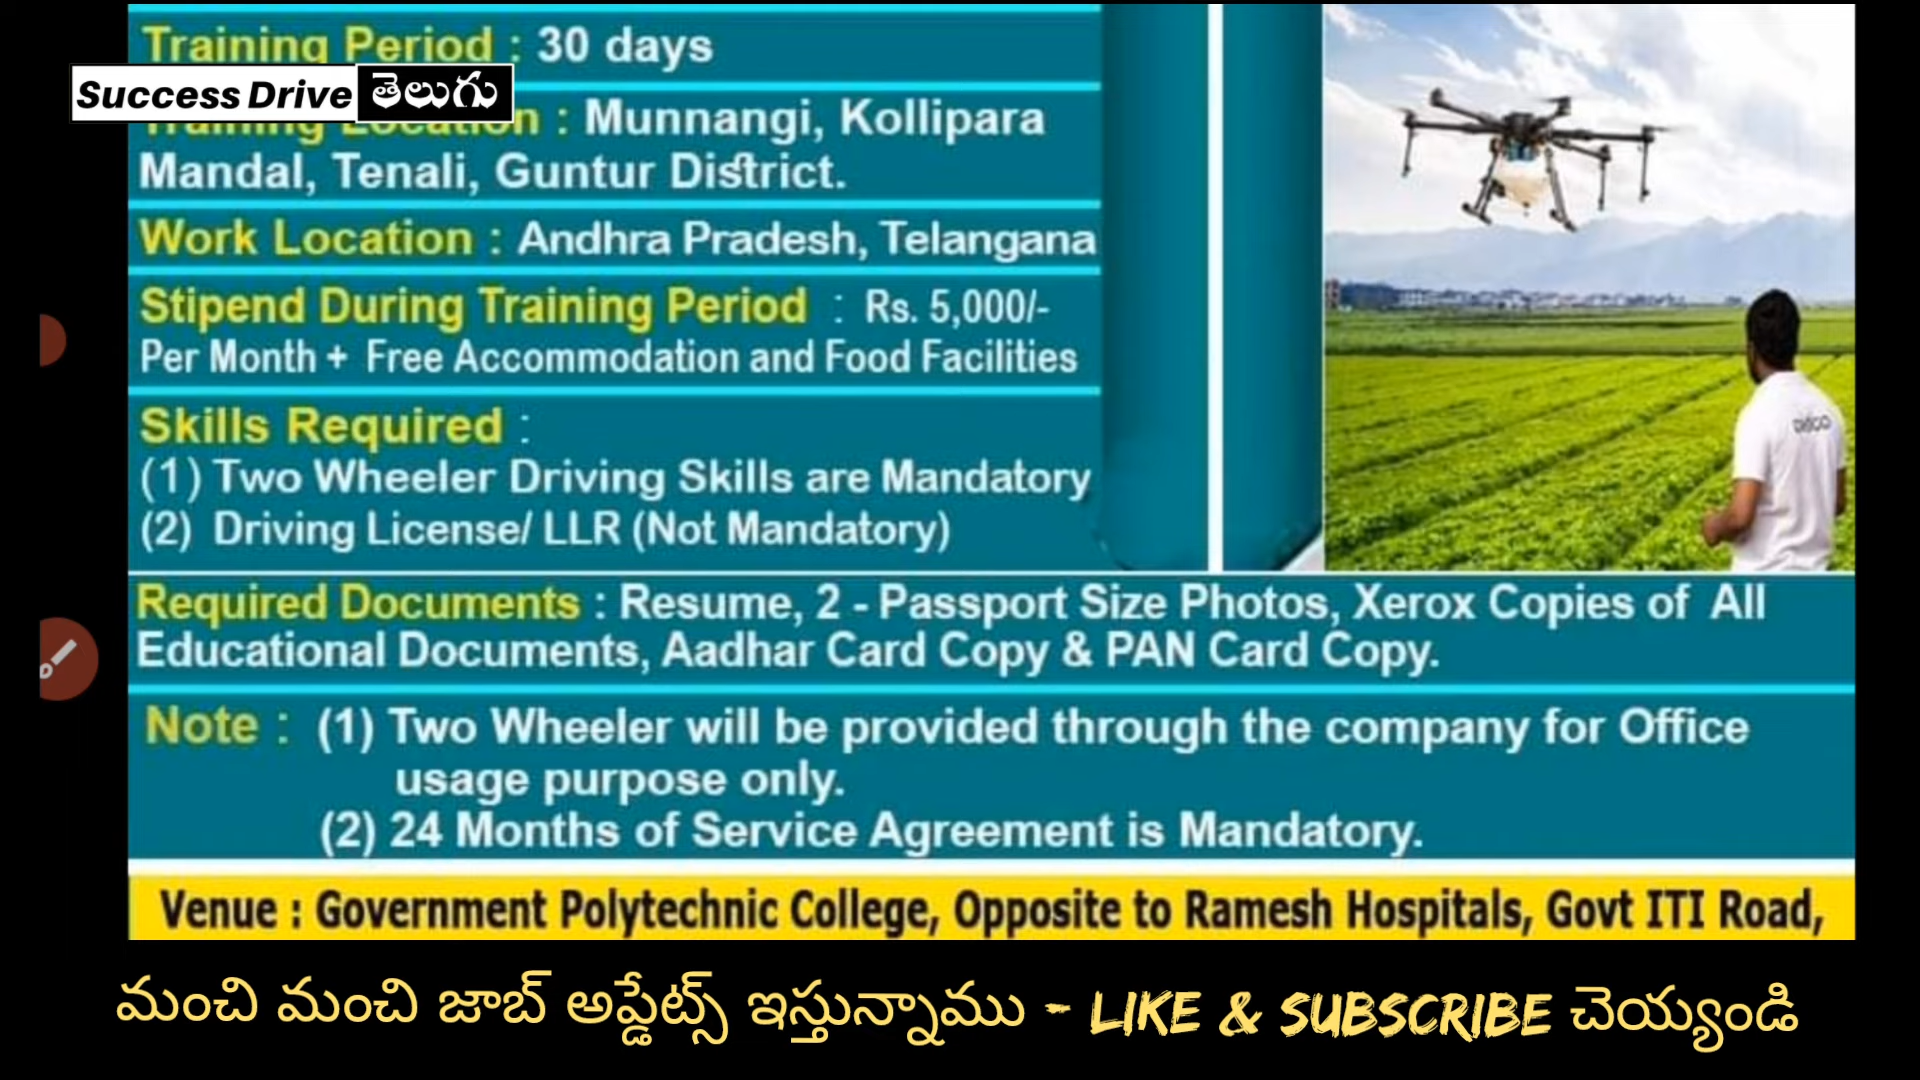 Training Period : 30 days
Success Drive తెలుగు
Training Location : Munnangi, Kollipara
Mandal, Tenali, Guntur District.
Work Location : Andhra Pradesh, Telangana
Stipend During Training Period : Rs. 5,000/-
Per Month + Free Accommodation and Food Facilities
Skills Required :
(1) Two Wheeler Driving Skills are Mandatory
(2) Driving License/ LLR (Not Mandatory)
Required Documents : Resume, 2 - Passport Size Photos, Xerox Copies of All
Educational Documents, Aadhar Card Copy & PAN Card Copy.
Note : (1) Two Wheeler will be provided through the company for Office
usage purpose only.
(2) 24 Months of Service Agreement is Mandatory.
Venue : Government Polytechnic College, Opposite to Ramesh Hospitals, Govt ITI Road,
మంచి మంచి జాబ్ అప్డేట్స్ ఇస్తున్నాము - LIKE & SUBSCRIBE చెయ్యండి